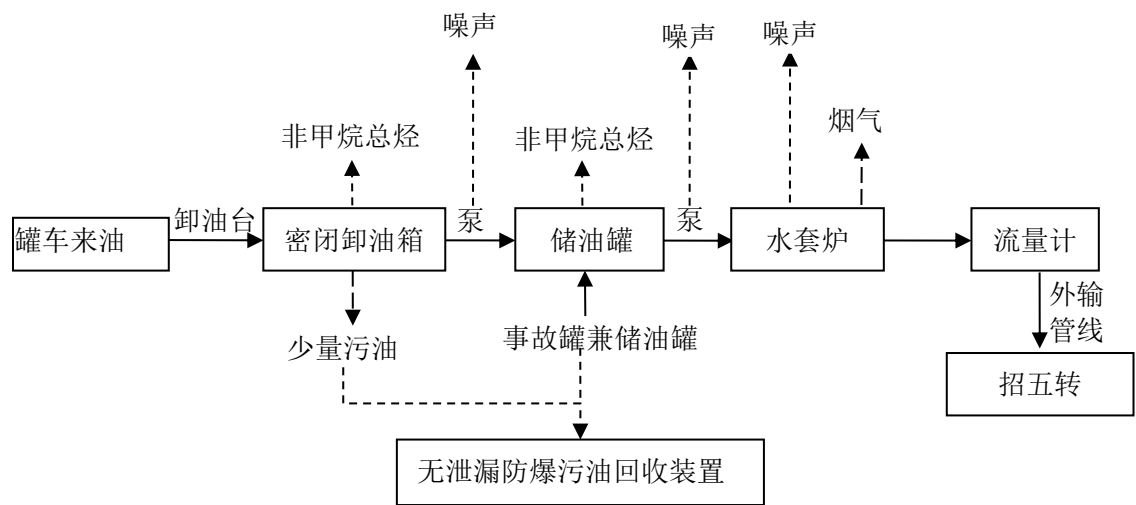 噪声
噪声
噪声
烟气
非甲烷总烃
非甲烷总烃
罐车来油
卸油台
密闭卸油箱
泵
储油罐
泵
水套炉
流量计
外输
管线
少量污油
事故罐兼储油罐
招五转
无泄漏防爆污油回收装置